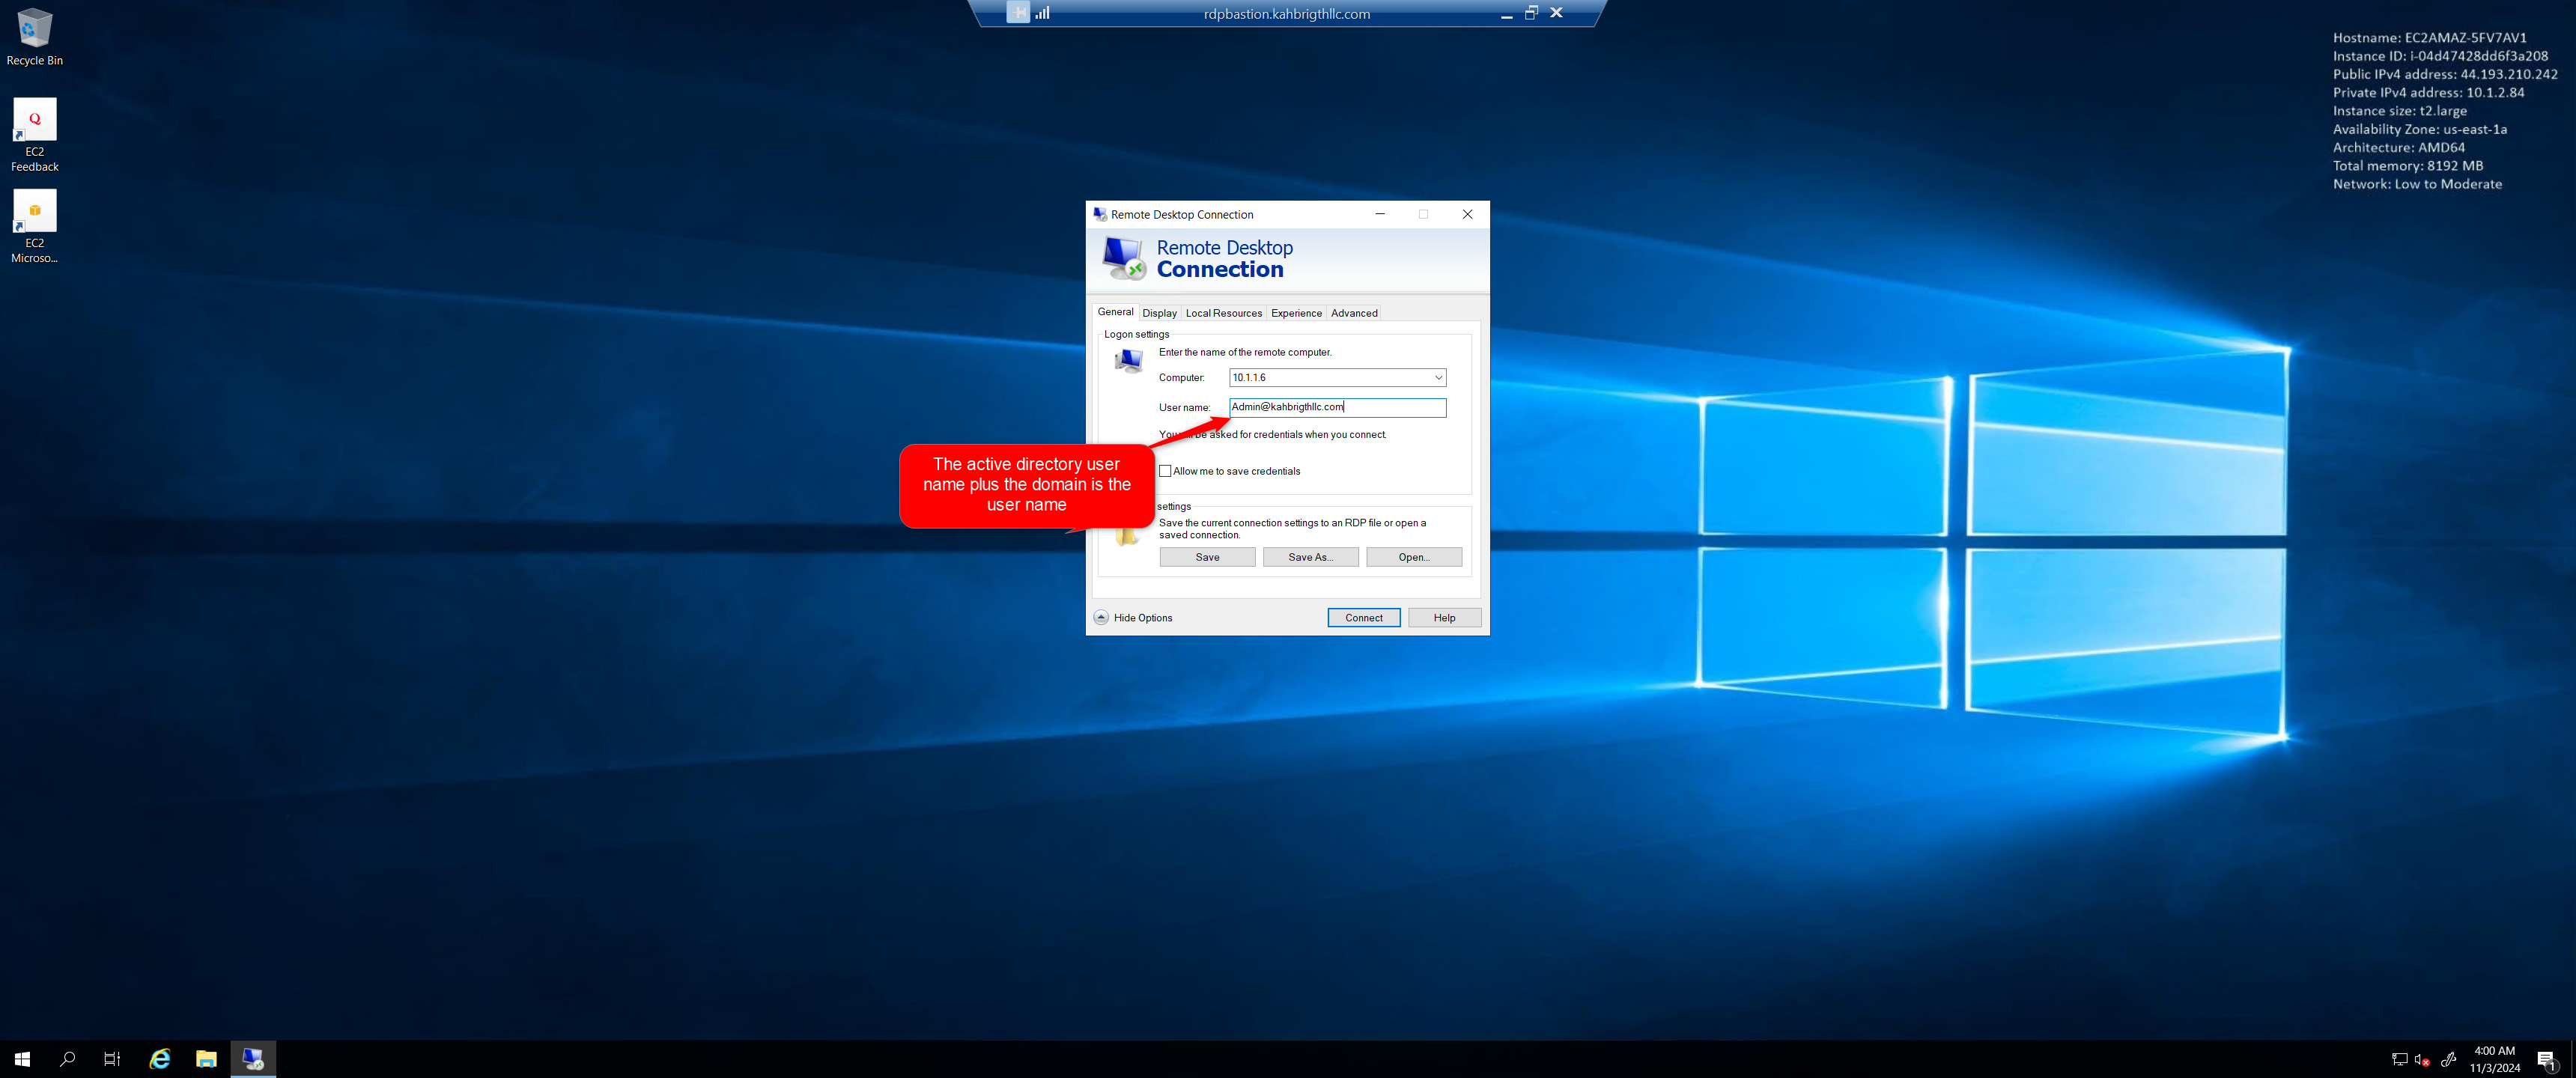 rdpbastion.kahbrigthllc.com
Recycle Bin
EC2
Feedback
EC2
Microso...
Hostname: EC2AMAZ-5FV7AV1
Instance ID: i-04d47428dd6f3a208
Public IPv4 address: 44.193.210.242
Private IPv4 address: 10.1.2.84
Instance size: t2.large
Availability Zone: us-east-1a
Architecture: AMD64
Total memory: 8192 MB
Network: Low to Moderate
Remote Desktop Connection
Remote Desktop
Connection
General Display Local Resources Experience Advanced
Logon settings
Enter the name of the remote computer.
Computer: 10.1.1.6
User name: Admin@kahbrigthllc.com
be asked for credentials when you connect.
Allow me to save credentials
The active directory user
name plus the domain is the
user name
settings
Save the current connection settings to an RDP file or open a
saved connection.
Save Save As... Open...
Hide Options Connect Help
4:00 AM
11/3/2024
1